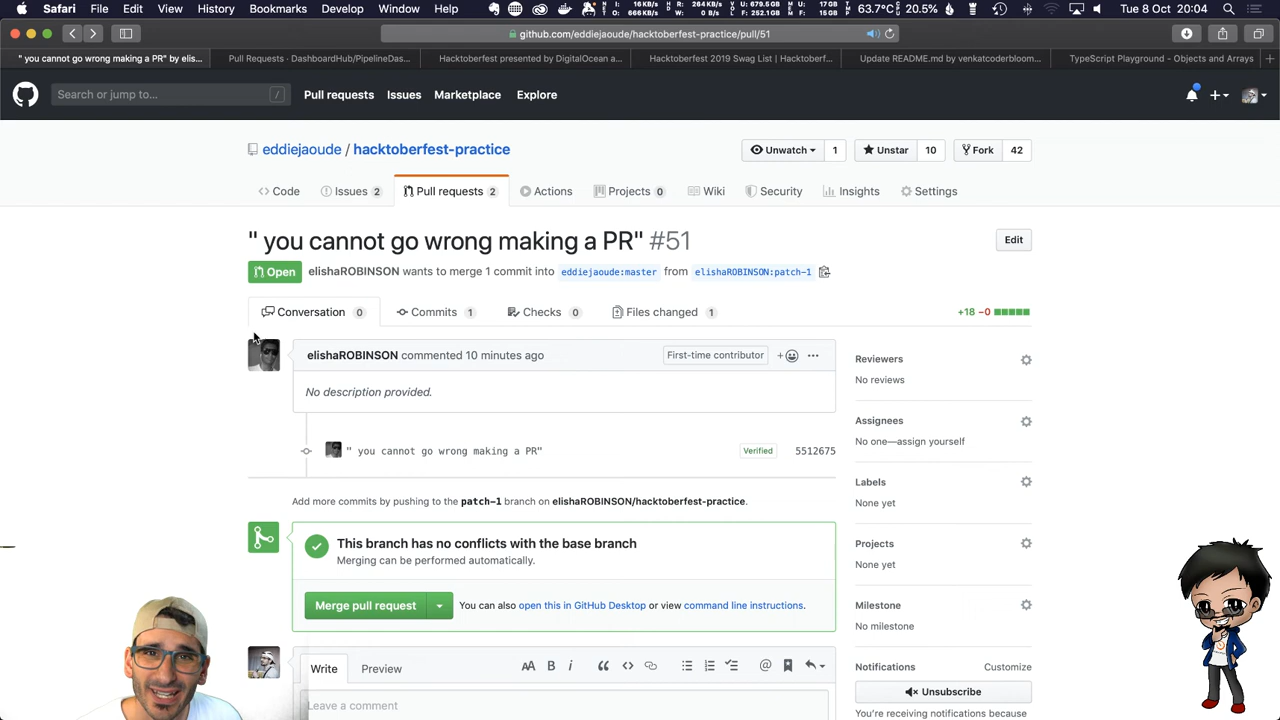 Safari File Edit View History Bookmarks Develop Window Help
63.7°C 20.5% Tue 8 Oct 20:04
github.com/eddiejaoude/hacktoberfest-practice/pull/51
" you cannot go wrong making a PR" by elis...
Pull Requests · DashboardHub/PipelineDas...
Hacktoberfest presented by DigitalOcean a...
Hacktoberfest 2019 Swag List | Hacktoberf...
Update README.md by venkatcoderbloom...
TypeScript Playground - Objects and Arrays
Search or jump to... /
Pull requests Issues Marketplace Explore
eddiejaoude / hacktoberfest-practice
Unwatch 1 Unstar 10 Fork 42
Code Issues 2 Pull requests 2 Actions Projects 0 Wiki Security Insights Settings
" you cannot go wrong making a PR" #51
Edit
Open elishaROBINSON wants to merge 1 commit into eddiejaoude:master from elishaROBINSON:patch-1
Conversation 0 Commits 1 Checks 0 Files changed 1
+18 −0
elishaROBINSON commented 10 minutes ago First-time contributor
No description provided.
" you cannot go wrong making a PR" Verified 5512675
Add more commits by pushing to the patch-1 branch on elishaROBINSON/hacktoberfest-practice.
This branch has no conflicts with the base branch
Merging can be performed automatically.
Merge pull request You can also open this in GitHub Desktop or view command line instructions.
Write Preview
AA B i
Leave a comment
Reviewers
No reviews
Assignees
No one—assign yourself
Labels
None yet
Projects
None yet
Milestone
No milestone
Notifications Customize
Unsubscribe
You're receiving notifications because